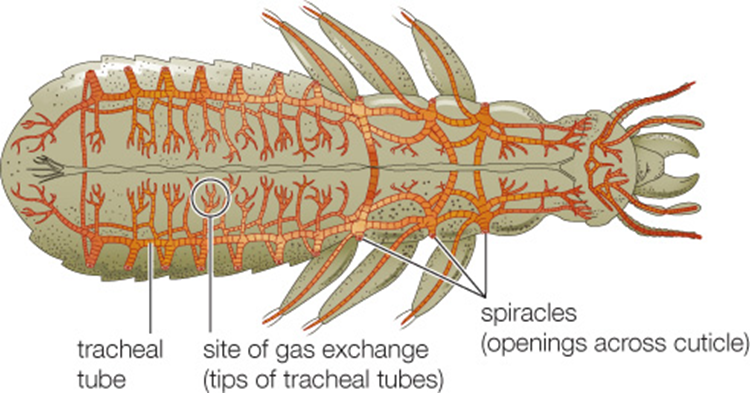 tracheal
tube
site of gas exchange
(tips of tracheal tubes)
spiracles
(openings across cuticle)